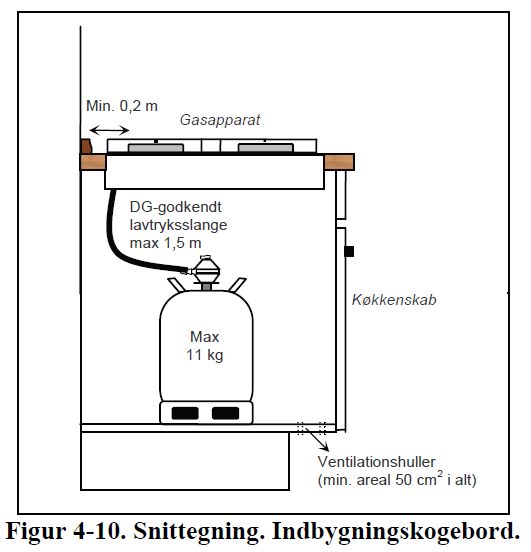 Min. 0,2 m
Gasapparat
DG-godkendt
lavtryksslange
max 1,5 m
Køkkenskab
Max
11 kg
Ventilationshuller
(min. areal 50 cm² i alt)
Figur 4-10. Snittegning. Indbygningskogebord.